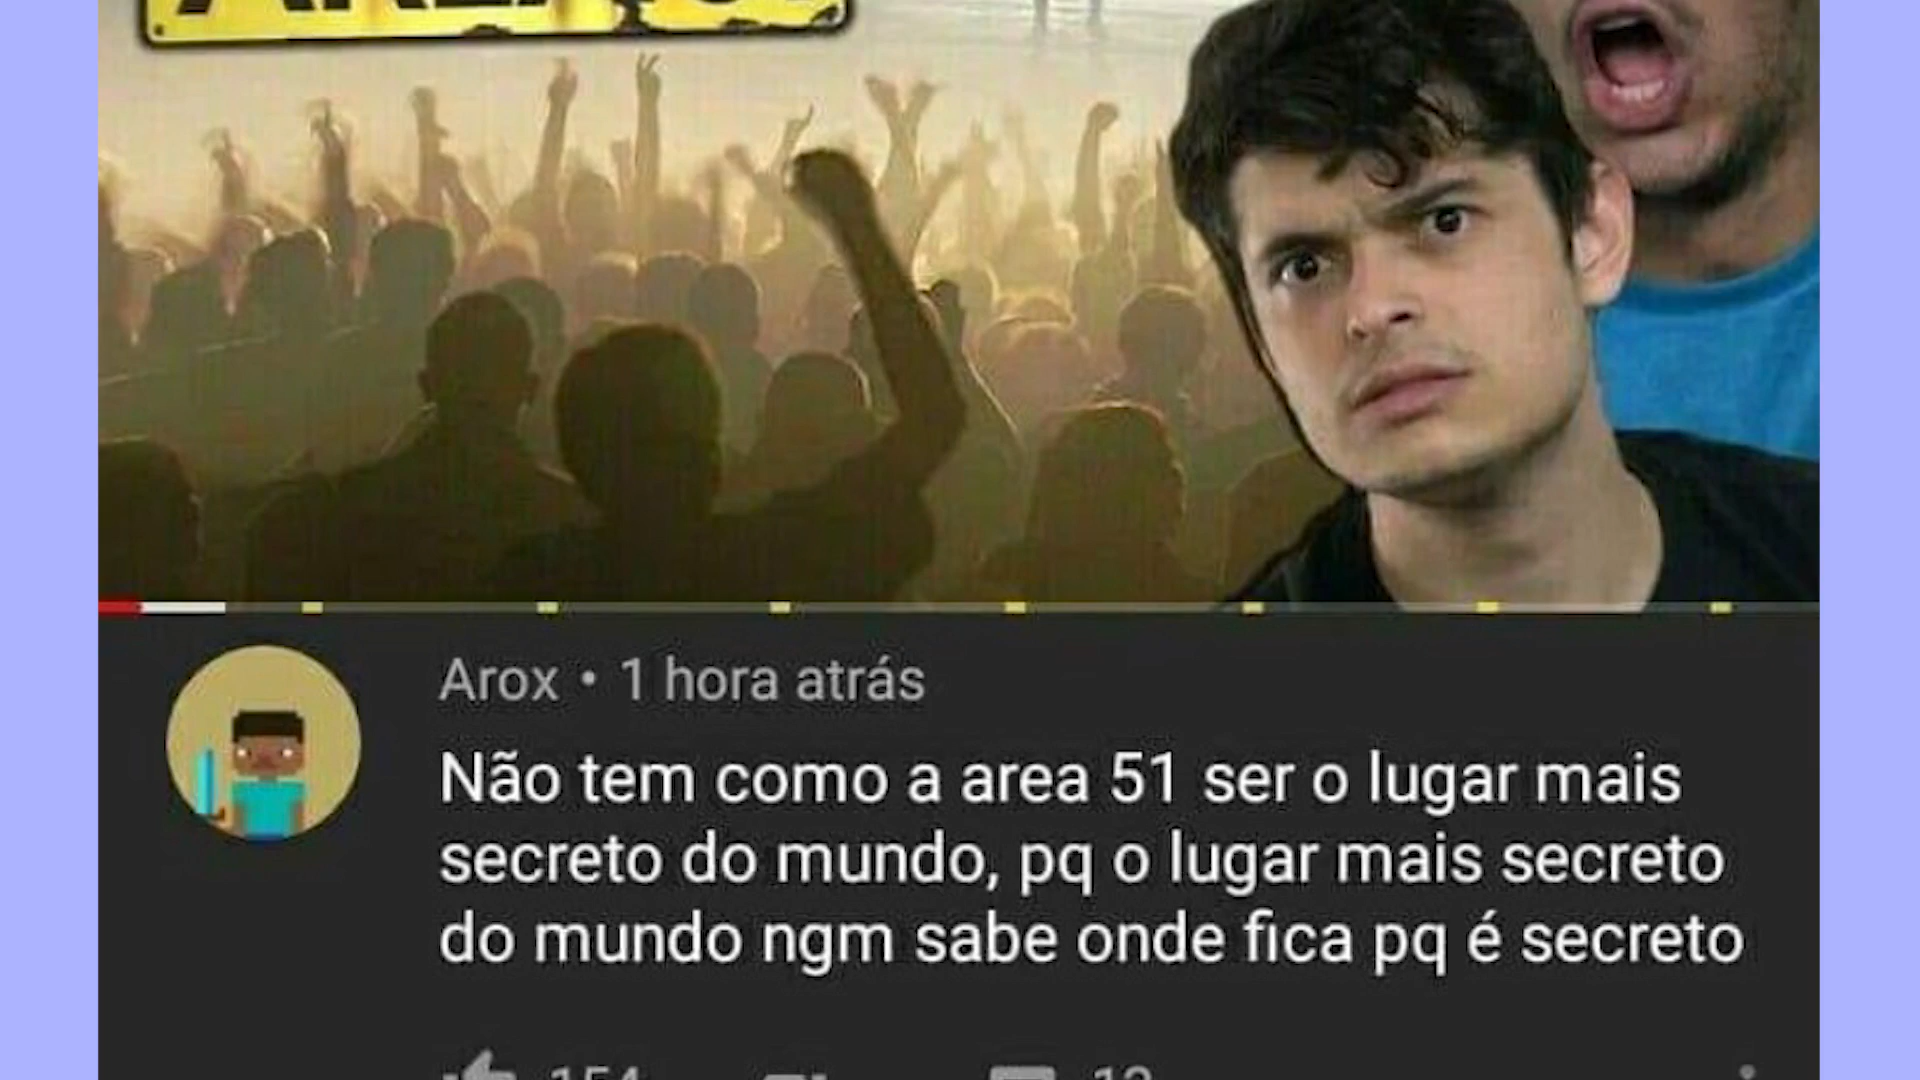 Arox • 1 hora atrás
Não tem como a area 51 ser o lugar mais
secreto do mundo, pq o lugar mais secreto
do mundo ngm sabe onde fica pq é secreto